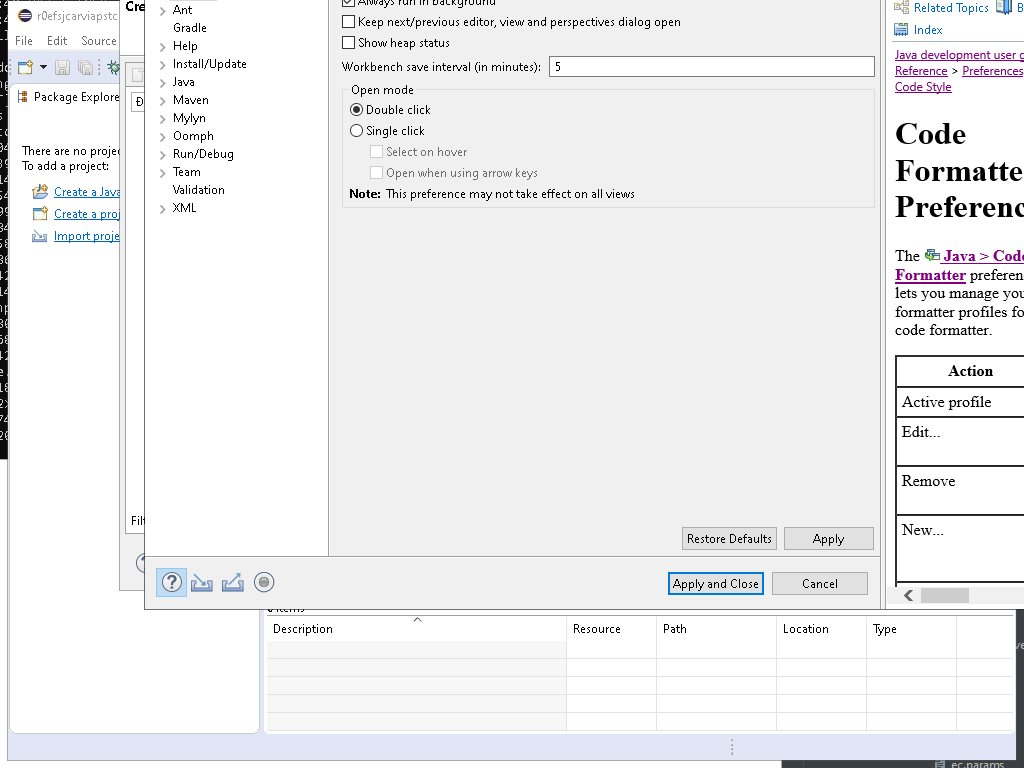 r0efsjcarviapstc
File Edit Source
Package Explore
There are no projec
To add a project:
Create a Java
Create a proj
Import proje
Cre
Filt
Ant
Gradle
Help
Install/Update
Java
Maven
Mylyn
Oomph
Run/Debug
Team
Validation
XML
Always run in background
Keep next/previous editor, view and perspectives dialog open
Show heap status
Workbench save interval (in minutes): 5
Open mode
Double click
Single click
Select on hover
Open when using arrow keys
Note: This preference may not take effect on all views
Restore Defaults Apply
Apply and Close Cancel
Related Topics B
Index
Java development user g
Reference > Preferences
Code Style
Code
Formatte
Preferenc
The Java > Code
Formatter preferen
lets you manage you
formatter profiles fo
code formatter.
Action
Active profile
Edit...
Remove
New...
0 items
Description Resource Path Location Type
ec.params